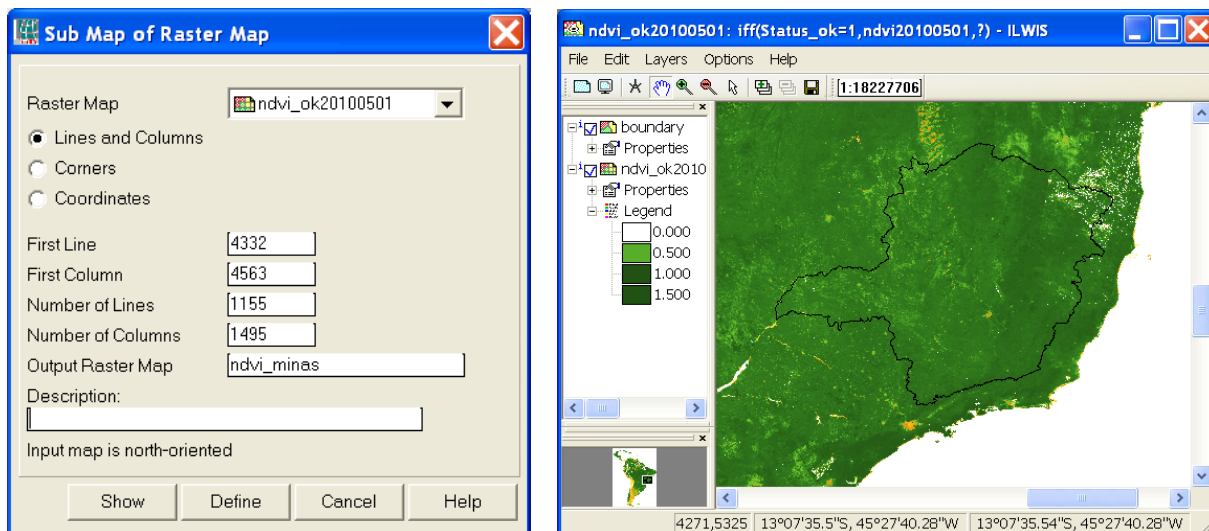 Sub Map of Raster Map
Raster Map
ndvi_ok20100501
Lines and Columns
Corners
Coordinates
First Line 4332
First Column 4563
Number of Lines 1155
Number of Columns 1495
Output Raster Map ndvi_minas
Description:
Input map is north-oriented
Show Define Cancel Help
ndvi_ok20100501: iff(Status_ok=1,ndvi20100501,?) - ILWIS
File Edit Layers Options Help
1:18227706
boundary
Properties
ndvi_ok2010
Properties
Legend
0.000
0.500
1.000
1.500
4271,5325 13°07'35.5"S, 45°27'40.28"W 13°07'35.54"S, 45°27'40.28"W